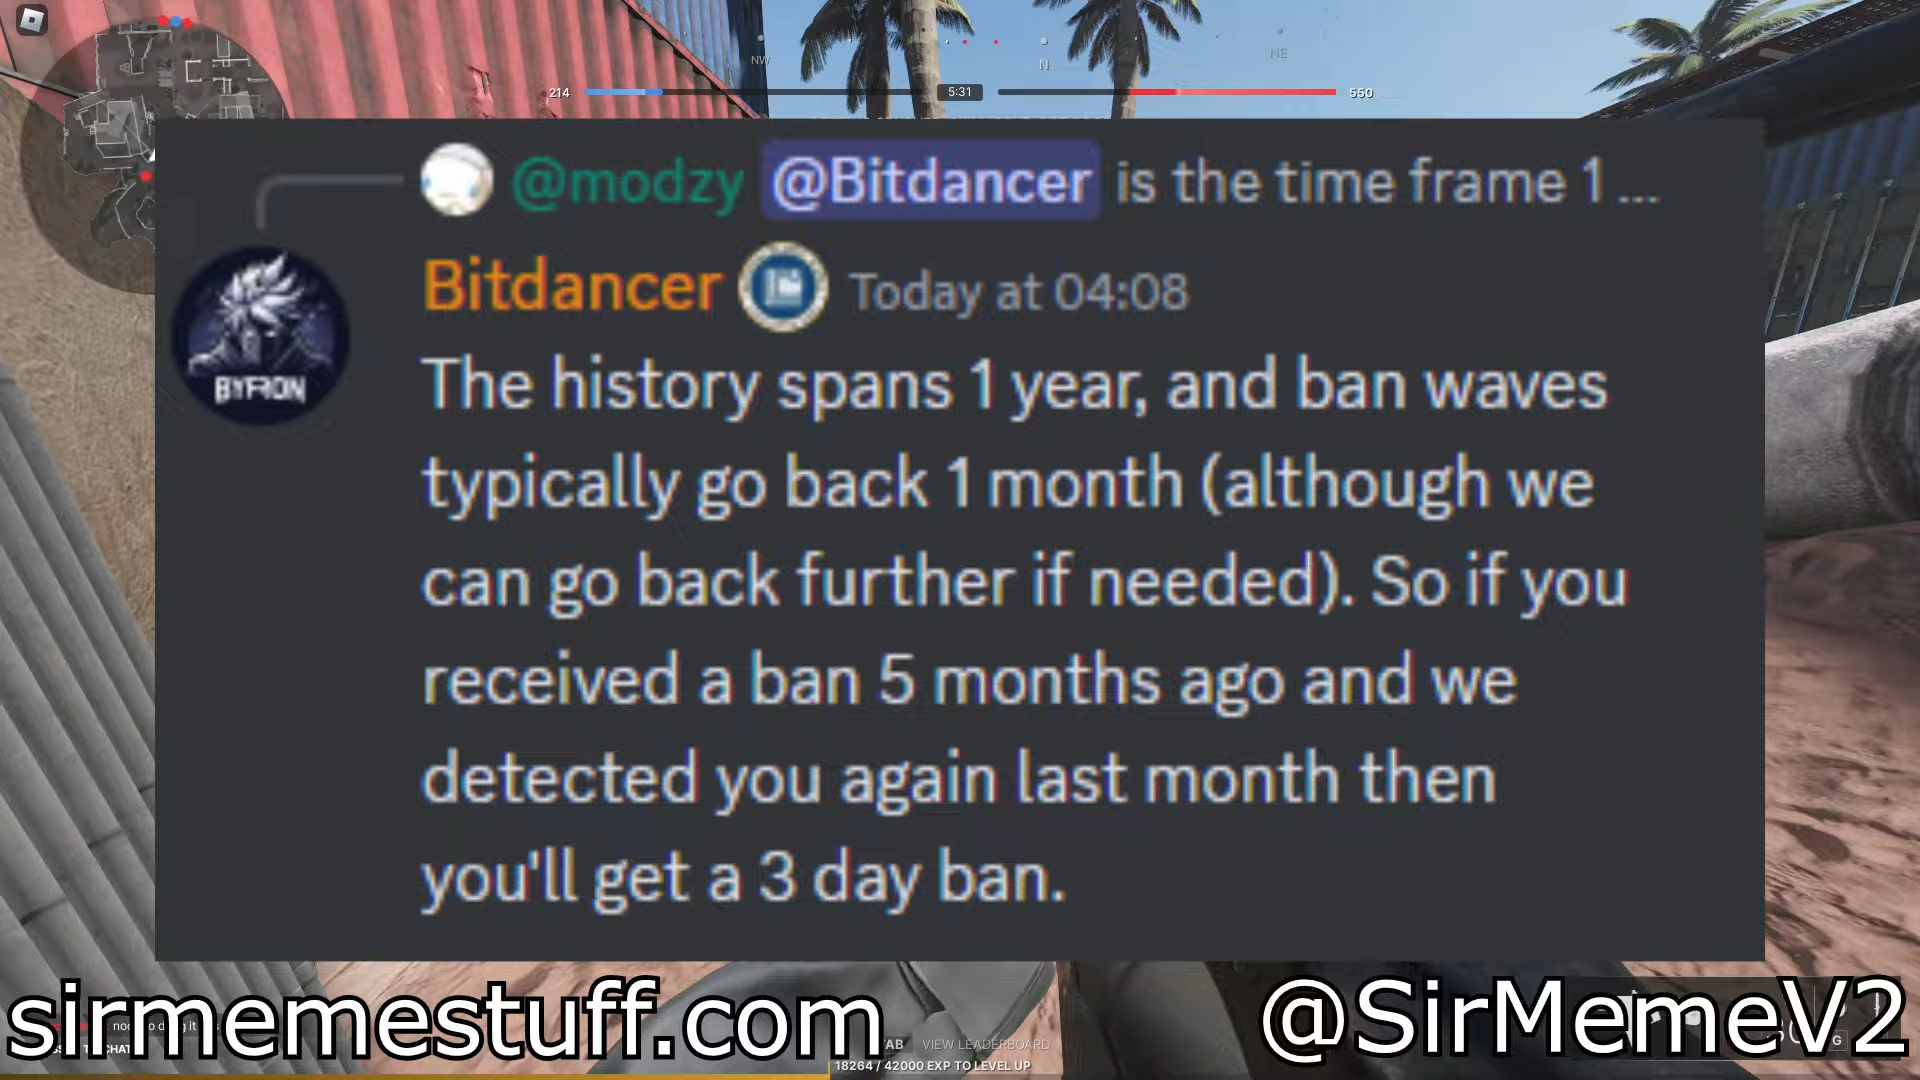 NW
N
NE
214
5:31
550
@modzy @Bitdancer is the time frame 1 ...
Bitdancer Today at 04:08
BYFRON
The history spans 1 year, and ban waves
typically go back 1 month (although we
can go back further if needed). So if you
received a ban 5 months ago and we
detected you again last month then
you'll get a 3 day ban.
sirmemestuff.com
@SirMemeV2
TAB VIEW LEADERBOARD
18264 / 42000 EXP TO LEVEL UP